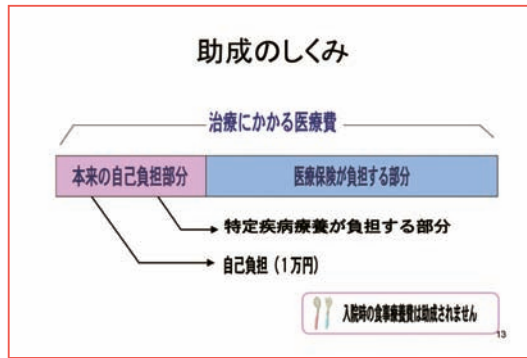 助成のしくみ
治療にかかる医療費
本来の自己負担部分
医療保険が負担する部分
特定疾病療養が負担する部分
自己負担（1万円）
入院時の食事療養費は助成されません
13